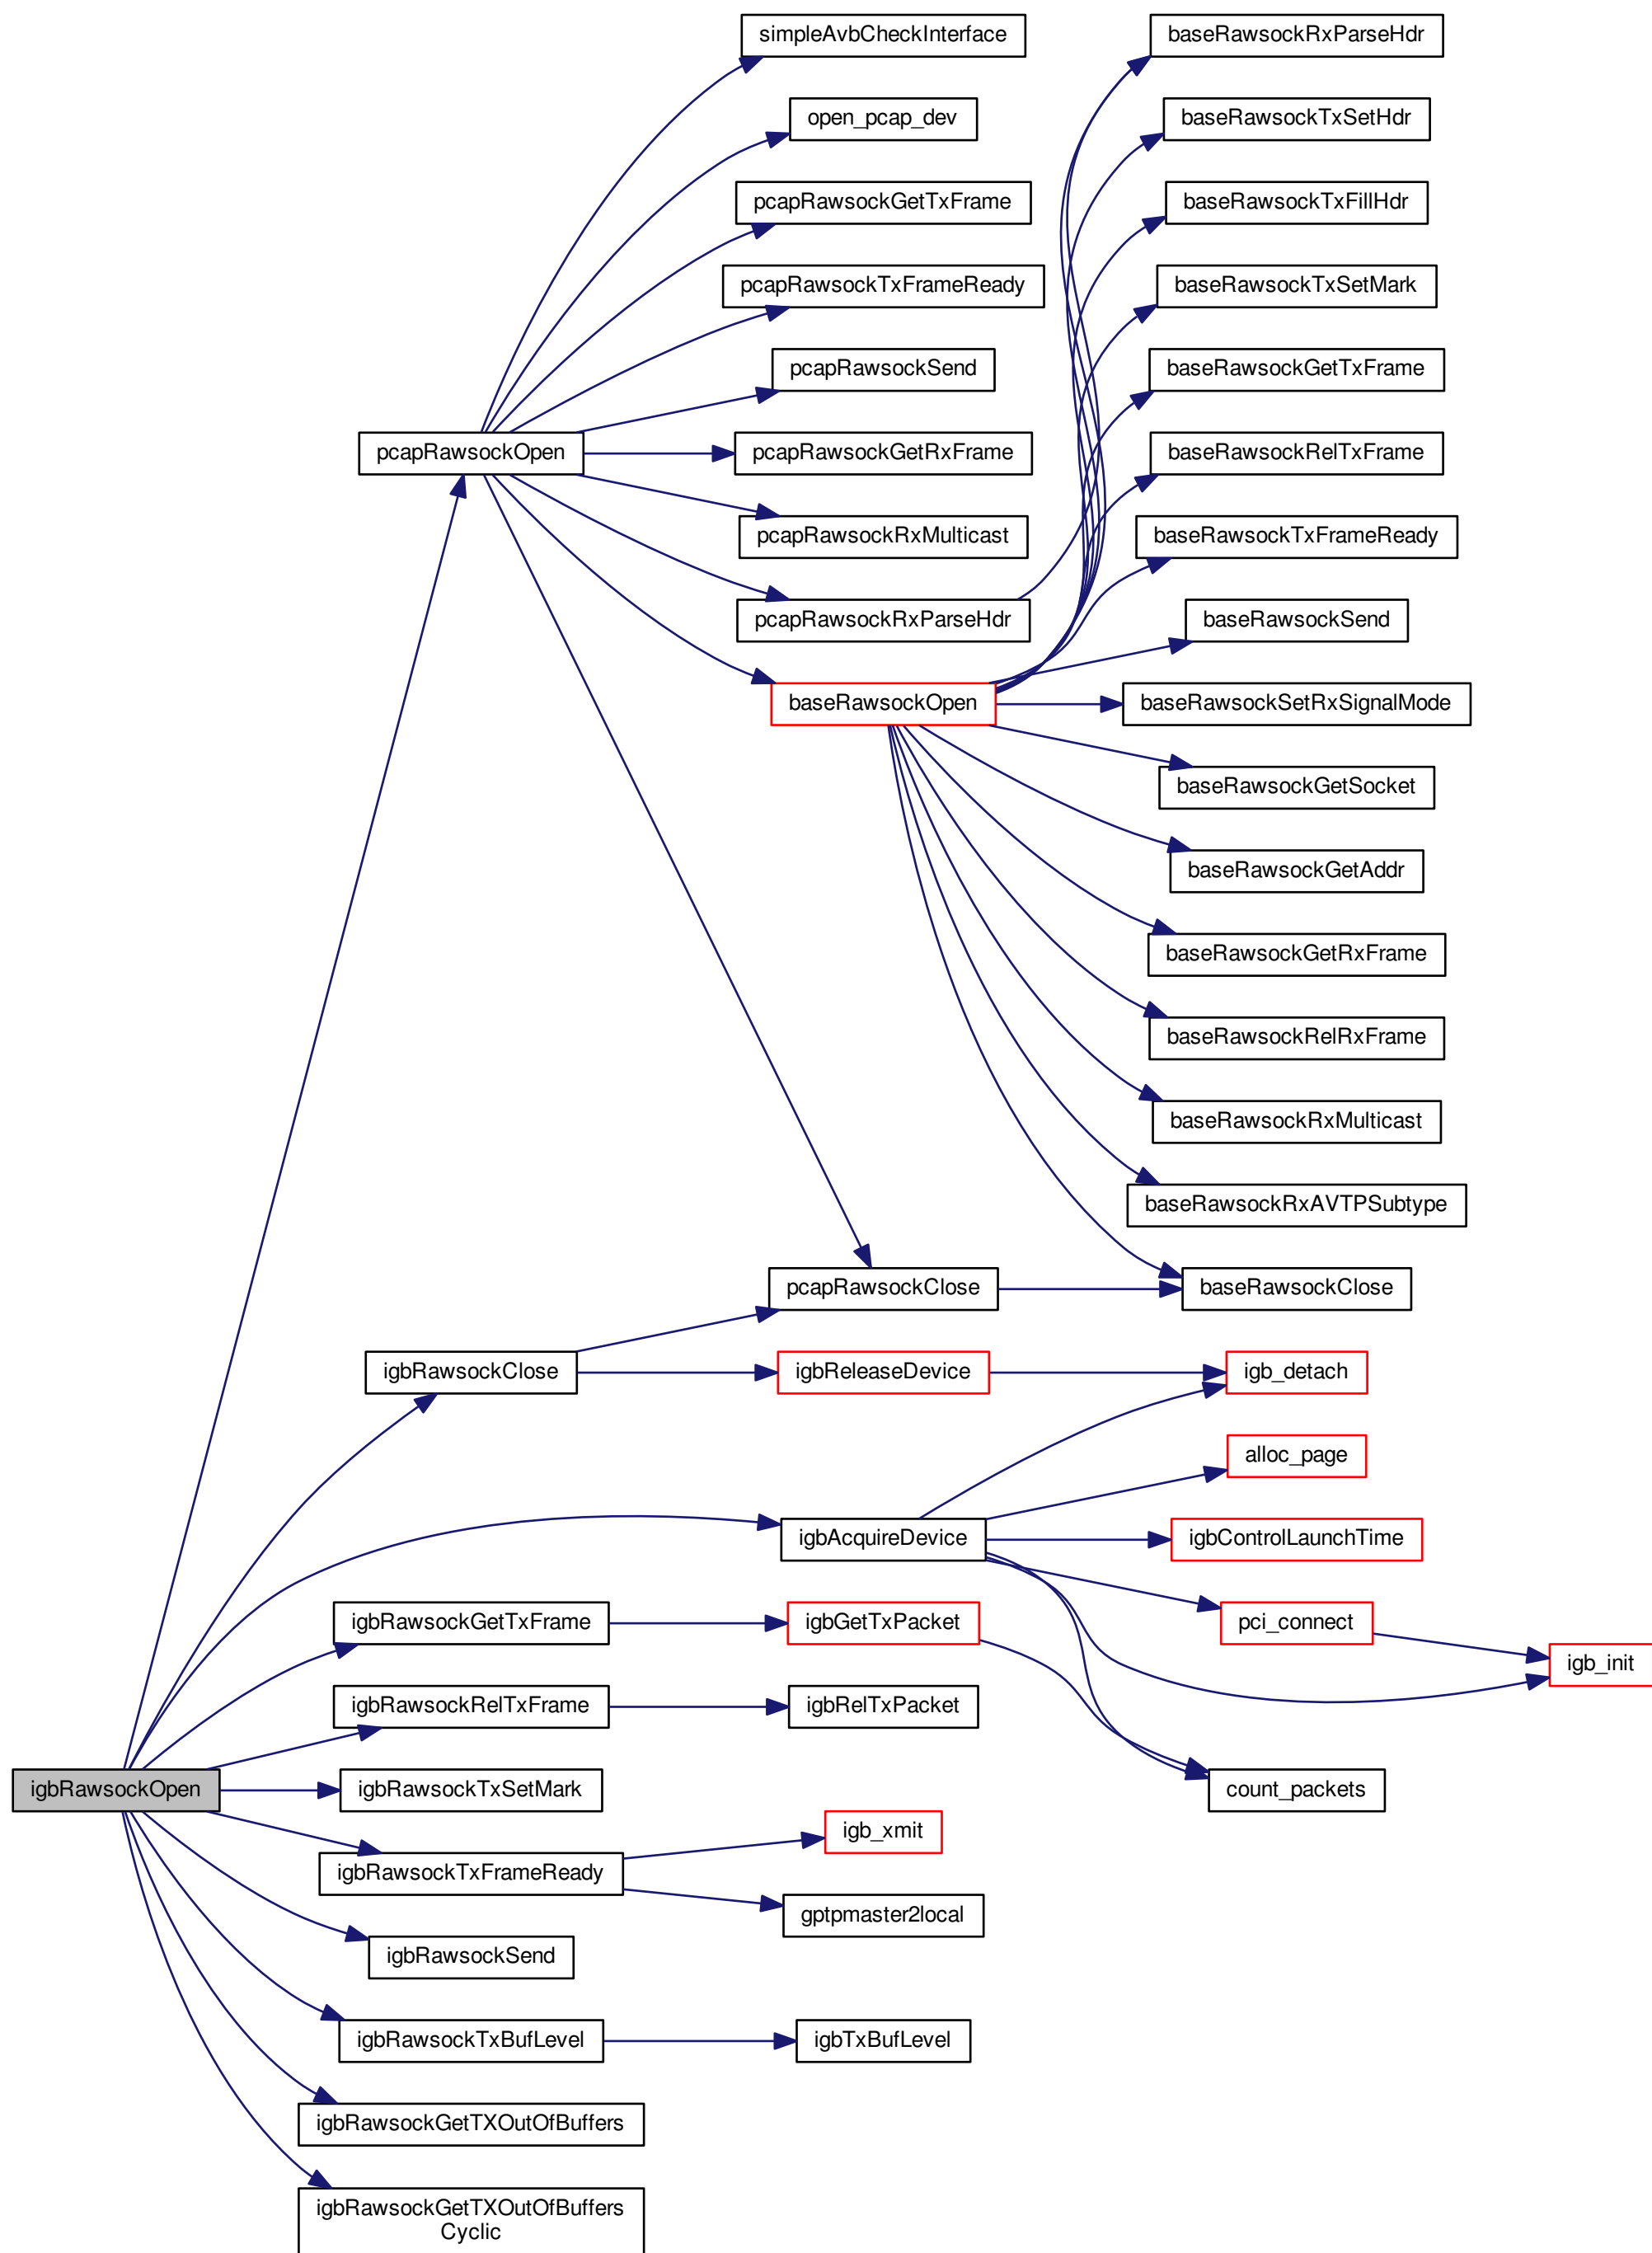 simpleAvbCheckInterface
open_pcap_dev
pcapRawsockGetTxFrame
pcapRawsockTxFrameReady
pcapRawsockSend
pcapRawsockOpen
pcapRawsockGetRxFrame
pcapRawsockRxMulticast
pcapRawsockRxParseHdr
baseRawsockOpen
baseRawsockRxParseHdr
baseRawsockTxSetHdr
baseRawsockTxFillHdr
baseRawsockTxSetMark
baseRawsockGetTxFrame
baseRawsockRelTxFrame
baseRawsockTxFrameReady
baseRawsockSend
baseRawsockSetRxSignalMode
baseRawsockGetSocket
baseRawsockGetAddr
baseRawsockGetRxFrame
baseRawsockRelRxFrame
baseRawsockRxMulticast
baseRawsockRxAVTPSubtype
pcapRawsockClose
baseRawsockClose
igbRawsockClose
igbReleaseDevice
igb_detach
alloc_page
igbAcquireDevice
igbControlLaunchTime
igbRawsockGetTxFrame
igbGetTxPacket
pci_connect
igb_init
igbRawsockRelTxFrame
igbRelTxPacket
igbRawsockOpen
igbRawsockTxSetMark
count_packets
igb_xmit
igbRawsockTxFrameReady
gptpmaster2local
igbRawsockSend
igbRawsockTxBufLevel
igbTxBufLevel
igbRawsockGetTXOutOfBuffers
igbRawsockGetTXOutOfBuffers
Cyclic